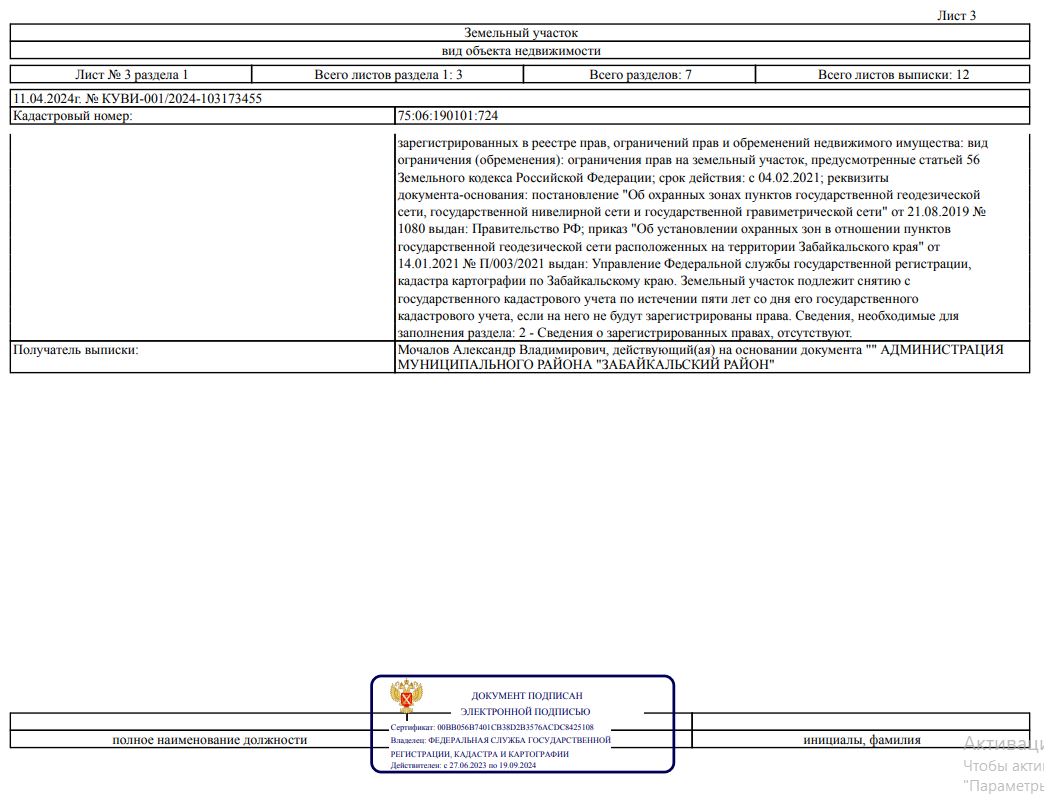 Лист 3
Земельный участок
вид объекта недвижимости
Лист № 3 раздела 1
Всего листов раздела 1: 3
Всего разделов: 7
Всего листов выписки: 12
11.04.2024г. № КУВИ-001/2024-103173455
Кадастровый номер:
75:06:190101:724
зарегистрированных в реестре прав, ограничений прав и обременений недвижимого имущества: вид
ограничения (обременения): ограничения прав на земельный участок, предусмотренные статьей 56
Земельного кодекса Российской Федерации; срок действия: с 04.02.2021; реквизиты
документа-основания: постановление "Об охранных зонах пунктов государственной геодезической
сети, государственной нивелирной сети и государственной гравиметрической сети" от 21.08.2019 №
1080 выдан: Правительство РФ; приказ "Об установлении охранных зон в отношении пунктов
государственной геодезической сети расположенных на территории Забайкальского края" от
14.01.2021 № П/003/2021 выдан: Управление Федеральной службы государственной регистрации,
кадастра картографии по Забайкальскому краю. Земельный участок подлежит снятию с
государственного кадастрового учета по истечении пяти лет со дня его государственного
кадастрового учета, если на него не будут зарегистрированы права. Сведения, необходимые для
заполнения раздела: 2 - Сведения о зарегистрированных правах, отсутствуют.
Получатель выписки:
Мочалов Александр Владимирович, действующий(ая) на основании документа "" АДМИНИСТРАЦИЯ
МУНИЦИПАЛЬНОГО РАЙОНА "ЗАБАЙКАЛЬСКИЙ РАЙОН"
ДОКУМЕНТ ПОДПИСАН
ЭЛЕКТРОННОЙ ПОДПИСЬЮ
Сертификат: 00BB056B7401CB38D2B3576ACDC8425108
Владелец: ФЕДЕРАЛЬНАЯ СЛУЖБА ГОСУДАРСТВЕННОЙ
РЕГИСТРАЦИИ, КАДАСТРА И КАРТОГРАФИИ
Действителен: с 27.06.2023 по 19.09.2024
полное наименование должности
инициалы, фамилия
Активаци
Чтобы акти
"Параметры